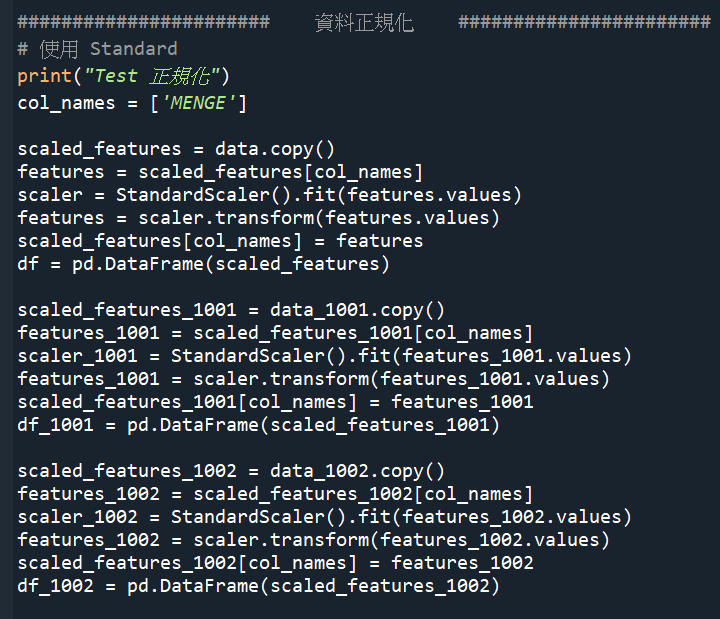 #######################    資料正規化    #######################
# 使用 Standard
print("Test 正規化")
col_names = ['MENGE']
scaled_features = data.copy()
features = scaled_features[col_names]
scaler = StandardScaler().fit(features.values)
features = scaler.transform(features.values)
scaled_features[col_names] = features
df = pd.DataFrame(scaled_features)
scaled_features_1001 = data_1001.copy()
features_1001 = scaled_features_1001[col_names]
scaler_1001 = StandardScaler().fit(features_1001.values)
features_1001 = scaler.transform(features_1001.values)
scaled_features_1001[col_names] = features_1001
df_1001 = pd.DataFrame(scaled_features_1001)
scaled_features_1002 = data_1002.copy()
features_1002 = scaled_features_1002[col_names]
scaler_1002 = StandardScaler().fit(features_1002.values)
features_1002 = scaler.transform(features_1002.values)
scaled_features_1002[col_names] = features_1002
df_1002 = pd.DataFrame(scaled_features_1002)